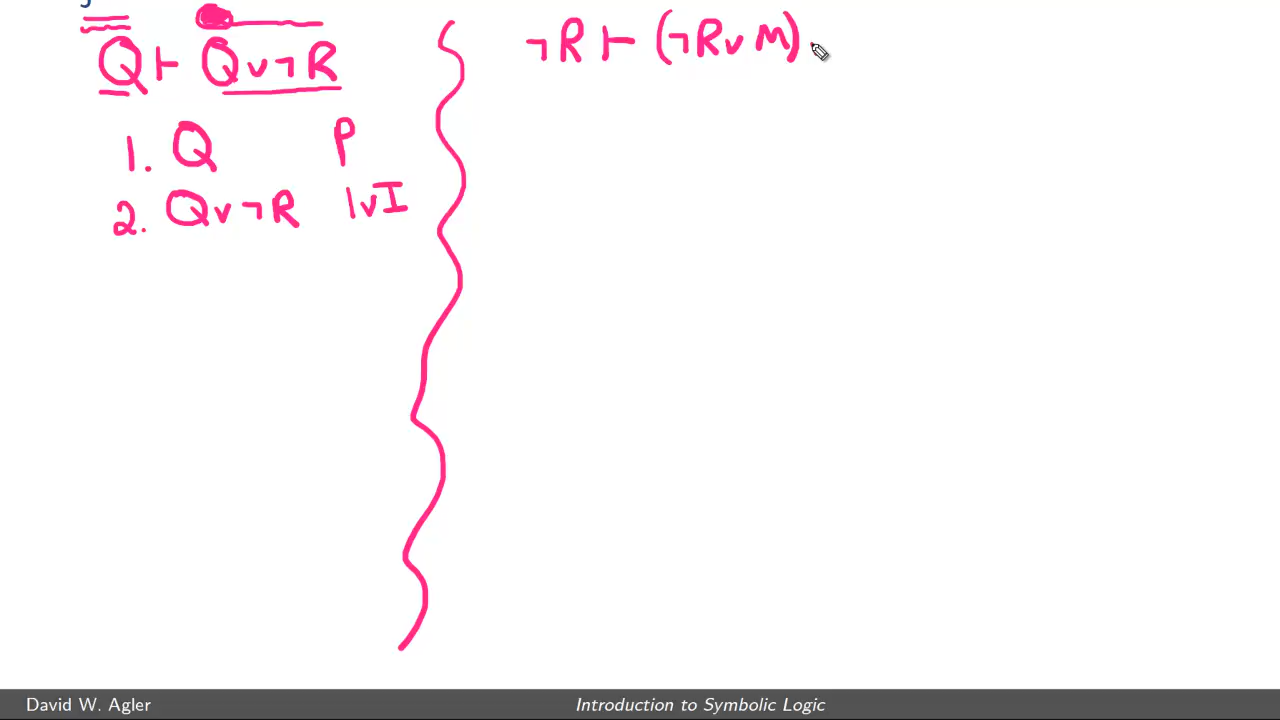 Q ⊢ Q∨¬R
1. Q P
2. Q∨¬R 1∨I
¬R ⊢ (¬R∨M)
David W. Agler Introduction to Symbolic Logic